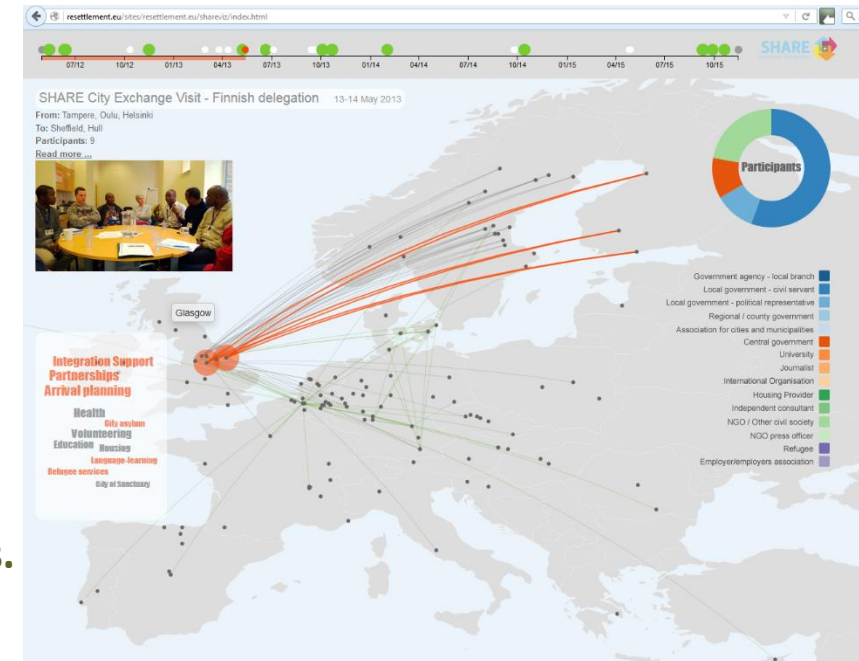 resettlement.eu/sites/resettlement.eu/shareviz/index.html
07/12 10/12 01/13 04/13 07/13 10/13 01/14 04/14 07/14 10/14 01/15 04/15 07/15 10/15
SHARE
SHARE City Exchange Visit - Finnish delegation 13-14 May 2013
From: Tampere, Oulu, Helsinki
To: Sheffield, Hull
Participants: 9
Read more ...
Participants
Glasgow
Government agency - local branch
Local government - civil servant
Local government - political representative
Regional / county government
Association for cities and municipalities
Central government
University
Journalist
International Organisation
Housing Provider
Independent consultant
NGO / Other civil society
NGO press officer
Refugee
Employer/employers association
Integration Support
Partnerships
Arrival planning
Health
City asylum
Volunteering
Education Housing
Language-learning
Refugee services
City of Sanctuary